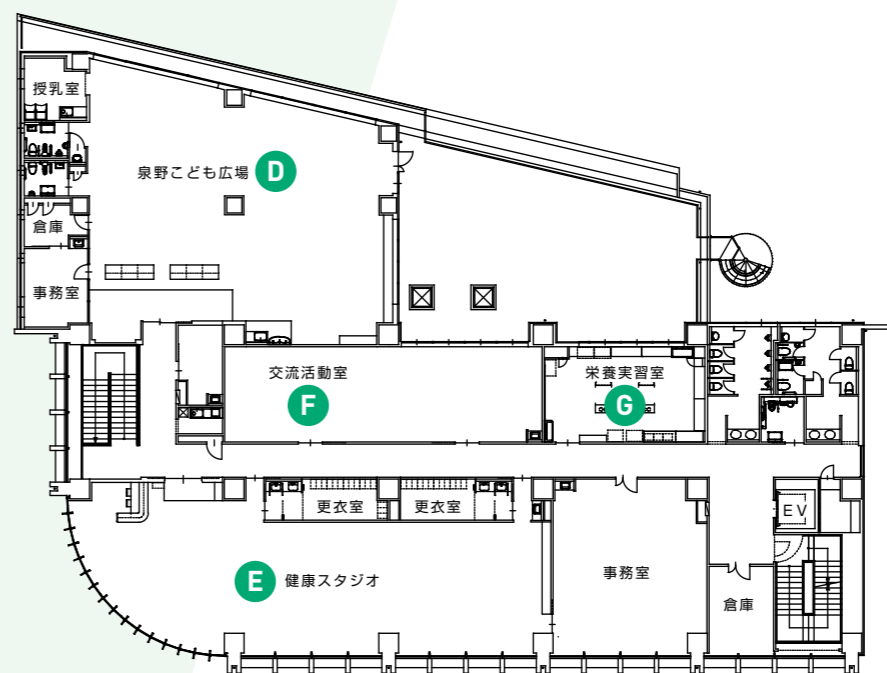 授乳室
泉野こども広場 D
倉庫
事務室
交流活動室
F
栄養実習室
G
更衣室
更衣室
EV
E 健康スタジオ
事務室
倉庫